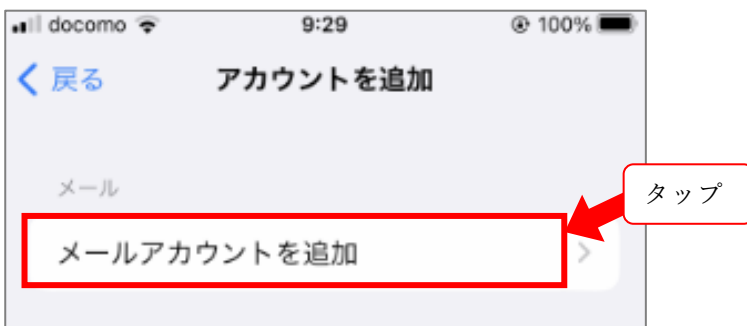 docomo 9:29 100%
戻る アカウントを追加
メール
タップ
メールアカウントを追加